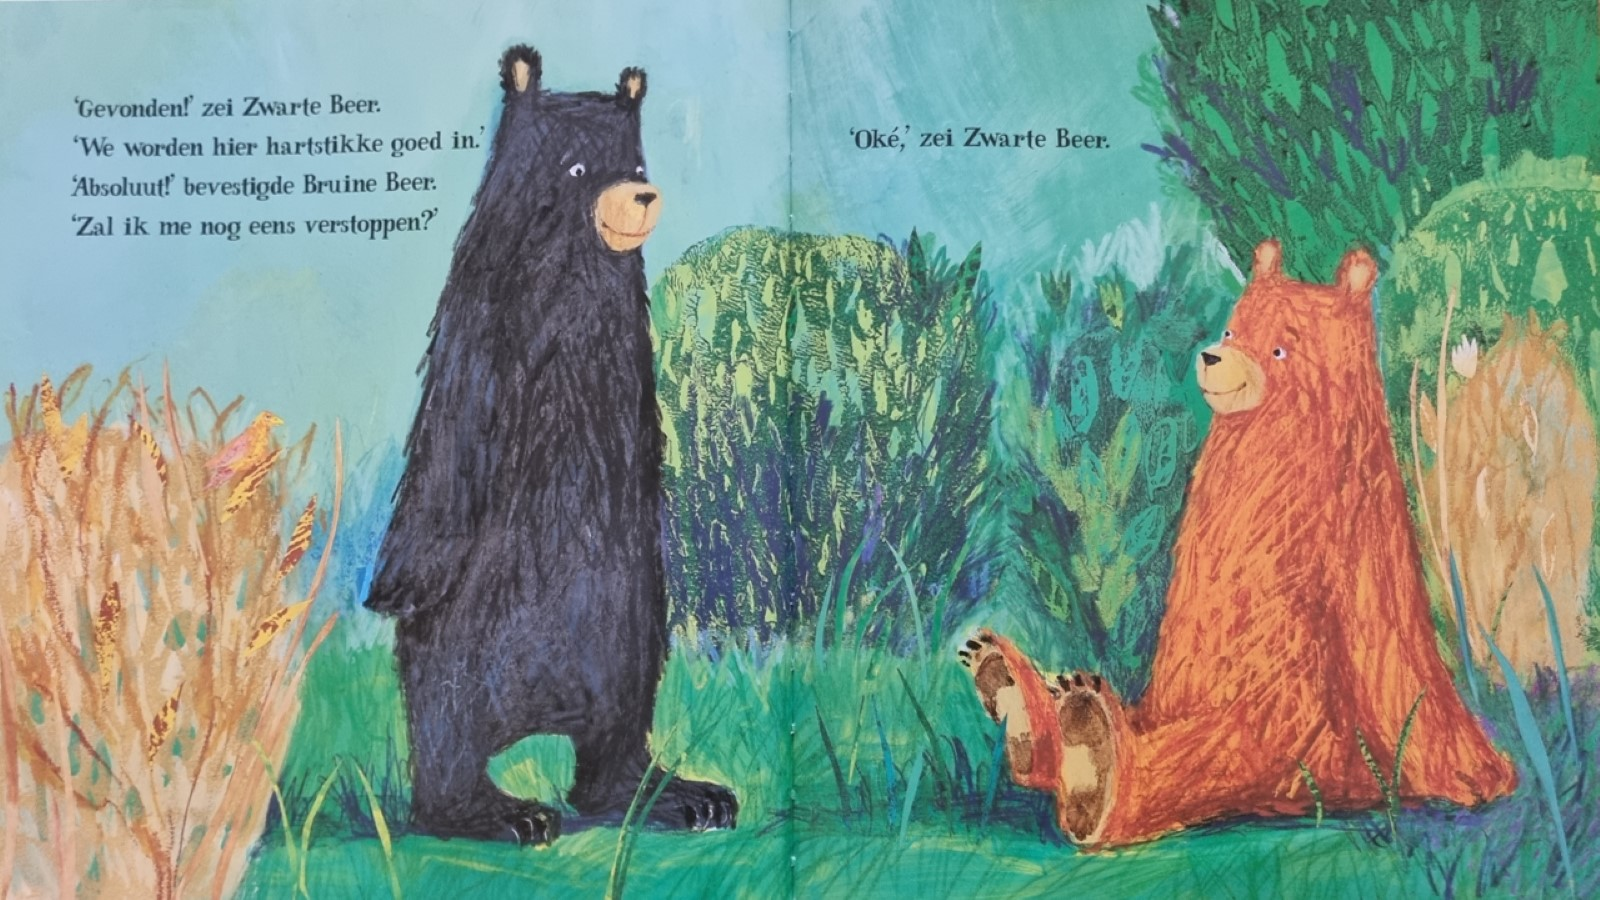 ‘Gevonden!’ zei Zwarte Beer.
‘We worden hier hartstikke goed in.’
‘Absoluut!’ bevestigde Bruine Beer.
‘Zal ik me nog eens verstoppen?’
‘Oké,’ zei Zwarte Beer.